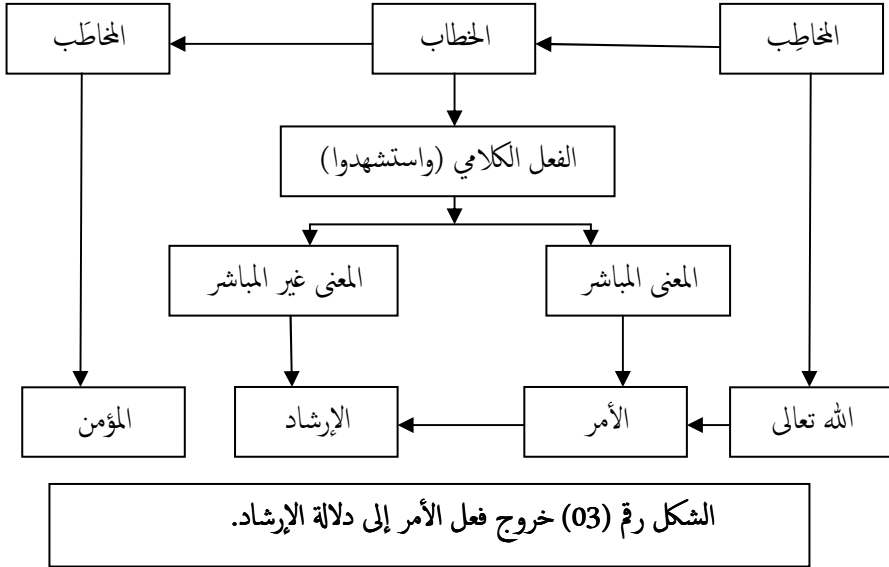 المخاطِب
الخطاب
المخاطَب
الفعل الكلامي (واستشهدوا)
المعنى المباشر
المعنى غير المباشر
الله تعالى
الأمر
الإرشاد
المؤمن
الشكل رقم (03) خروج فعل الأمر إلى دلالة الإرشاد.